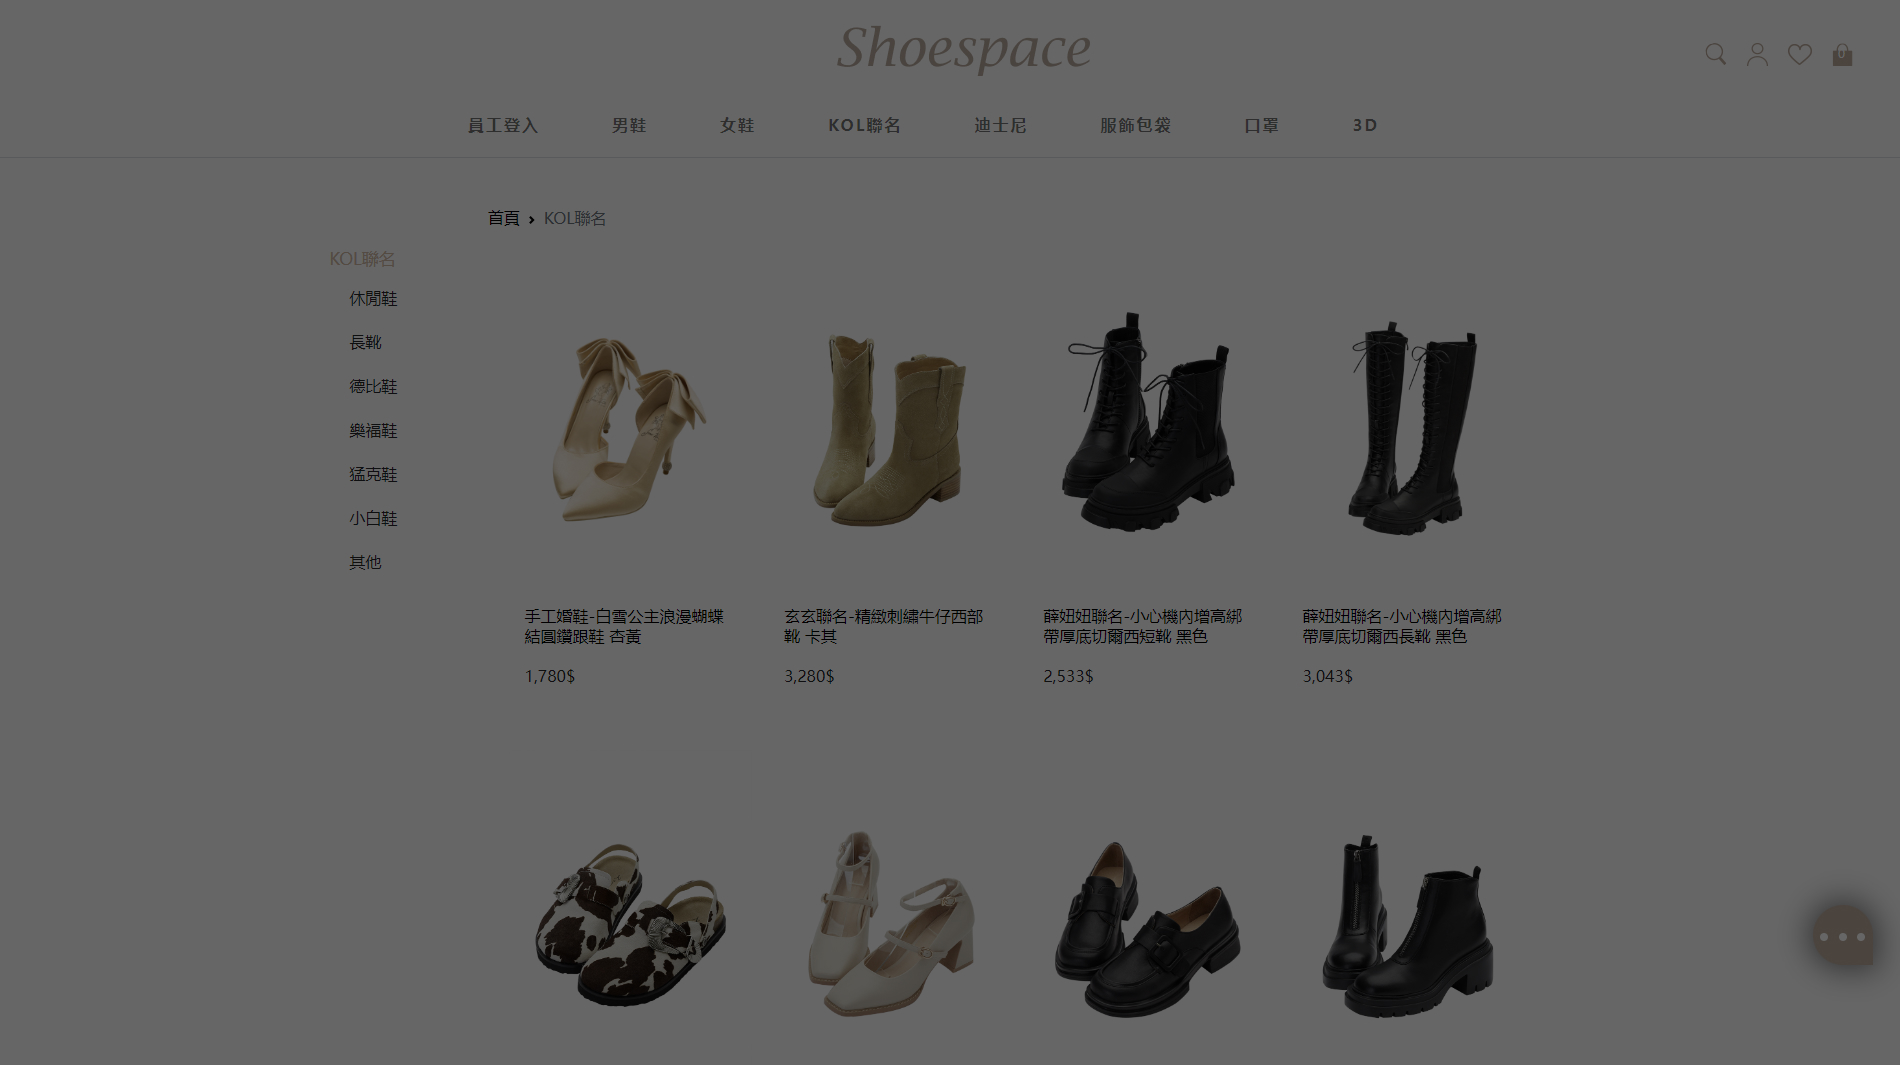 Shoespace
0
員工登入 男鞋 女鞋 KOL聯名 迪士尼 服飾包袋 口罩 3D
首頁 › KOL聯名
KOL聯名
休閒鞋
長靴
德比鞋
樂福鞋
猛克鞋
小白鞋
其他
手工婚鞋-白雪公主浪漫蝴蝶
結圓鑽跟鞋 杏黃
1,780$
玄玄聯名-精緻刺繡牛仔西部
靴 卡其
3,280$
薛妞妞聯名-小心機內增高綁
帶厚底切爾西短靴 黑色
2,533$
薛妞妞聯名-小心機內增高綁
帶厚底切爾西長靴 黑色
3,043$